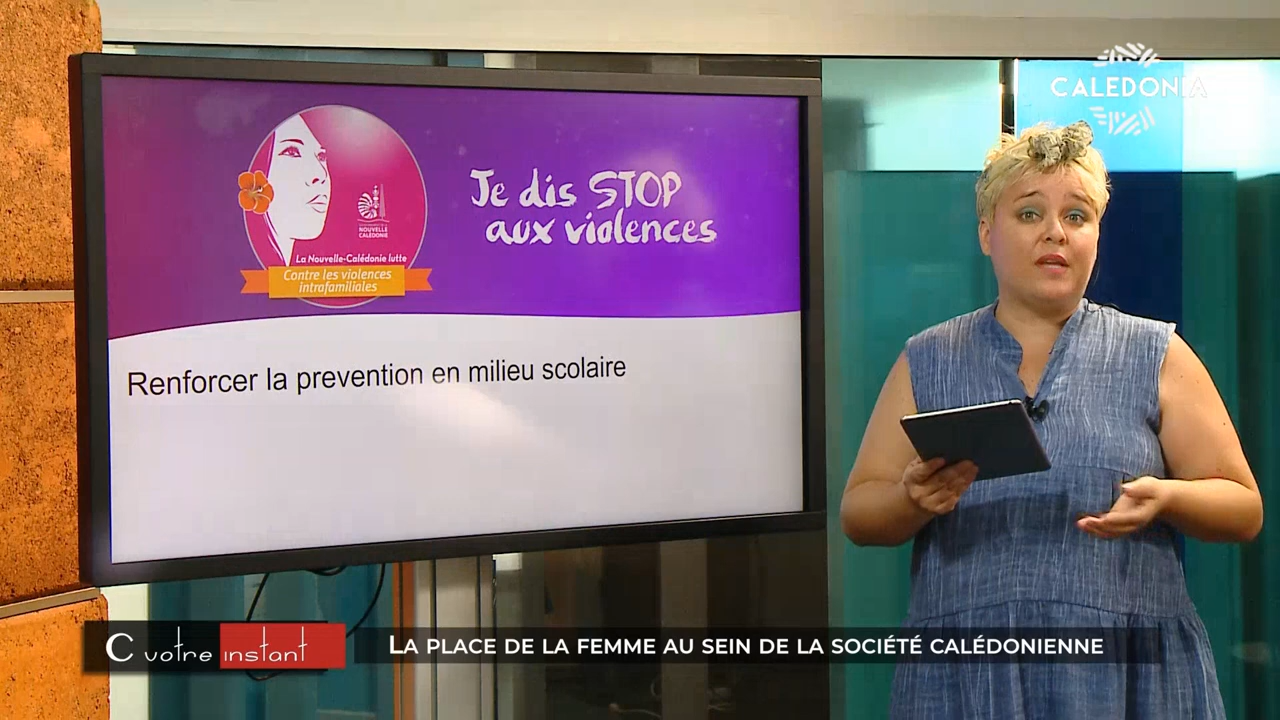 CALEDONIA
Je dis STOP
aux violences
NOUVELLE
CALÉDONIE
La Nouvelle-Calédonie lutte
Contre les violences
intrafamiliales
Renforcer la prevention en milieu scolaire
C votre instant
LA PLACE DE LA FEMME AU SEIN DE LA SOCIÉTÉ CALÉDONIENNE